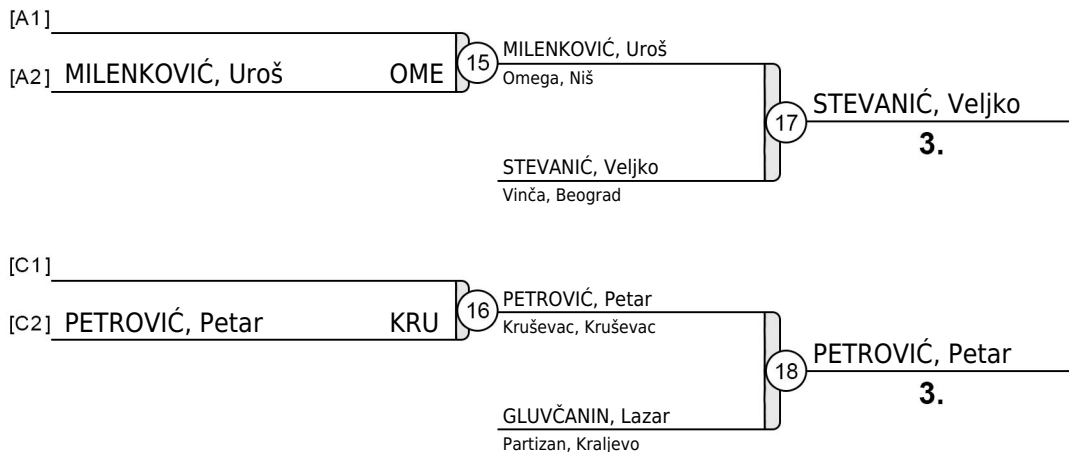 [A1]
[A2] MILENKOVIĆ, Uroš OME
15
MILENKOVIĆ, Uroš
Omega, Niš
17
STEVANIĆ, Veljko
3.
STEVANIĆ, Veljko
Vinča, Beograd
[C1]
[C2] PETROVIĆ, Petar KRU
16
PETROVIĆ, Petar
Kruševac, Kruševac
18
PETROVIĆ, Petar
3.
GLUVČANIN, Lazar
Partizan, Kraljevo